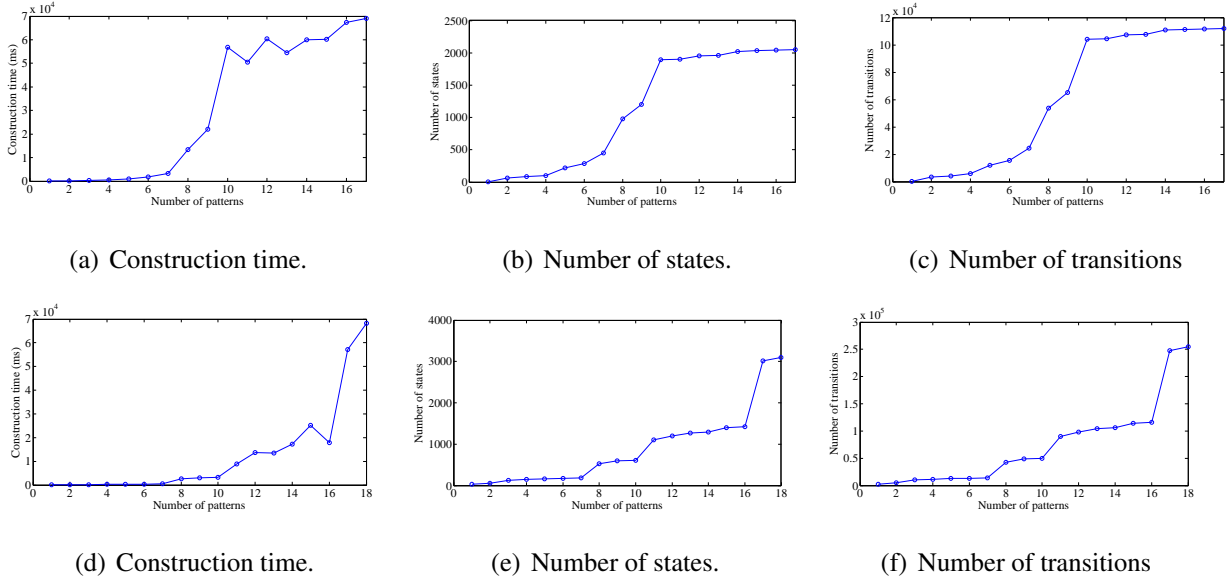 7 x 10^4
6
5
4
3
2
1
0
0 2 4 6 8 10 12 14 16
Construction time (ms)
Number of patterns
2500
2000
1500
1000
500
0
0 2 4 6 8 10 12 14 16
Number of states
Number of patterns
12 x 10^4
10
8
6
4
2
0
0 2 4 6 8 10 12 14 16
Number of transitions
Number of patterns
(a) Construction time.
(b) Number of states.
(c) Number of transitions
7 x 10^4
6
5
4
3
2
1
0
0 2 4 6 8 10 12 14 16 18
Construction time (ms)
Number of patterns
4000
3000
2000
1000
0
0 2 4 6 8 10 12 14 16 18
Number of states
Number of patterns
3 x 10^5
2.5
2
1.5
1
0.5
0
0 2 4 6 8 10 12 14 16 18
Number of transitions
Number of patterns
(d) Construction time.
(e) Number of states.
(f) Number of transitions